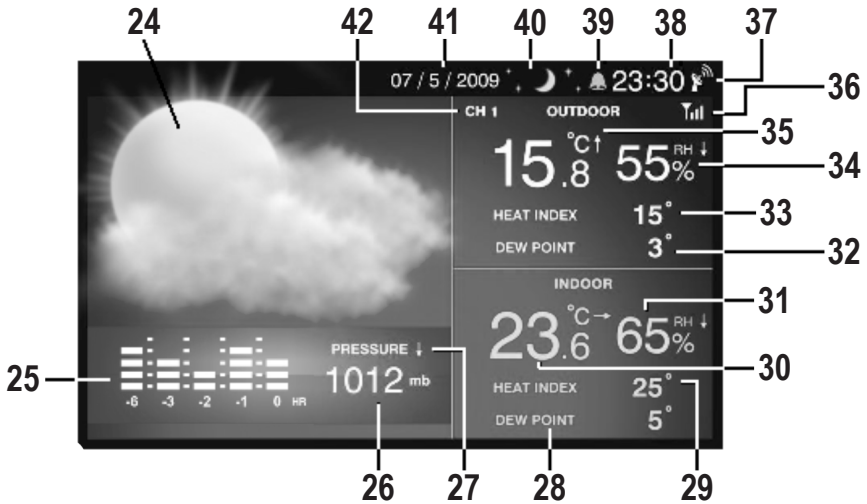 24 42 41 40 39 38 37
07 / 5 / 2009 23:30
36
CH 1 OUTDOOR
35
15.8 °C↑ 55% RH ↓
34
HEAT INDEX 15°
33
DEW POINT 3°
32
INDOOR
31
23.6 °C→ 65% RH ↓
30
25
PRESSURE ↓
1012 mb
-6 -3 -2 -1 0 HR
HEAT INDEX 25°
DEW POINT 5°
26 27 28 29